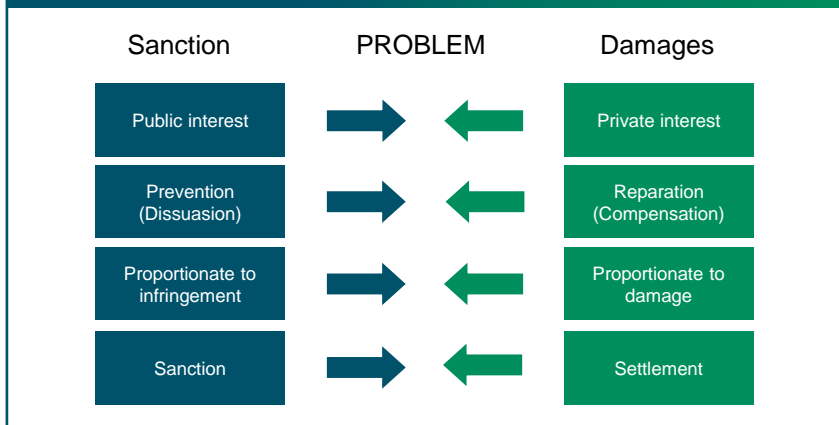 Sanction
PROBLEM
Damages
Public interest
Private interest
Prevention
(Dissuasion)
Reparation
(Compensation)
Proportionate to
infringement
Proportionate to
damage
Sanction
Settlement